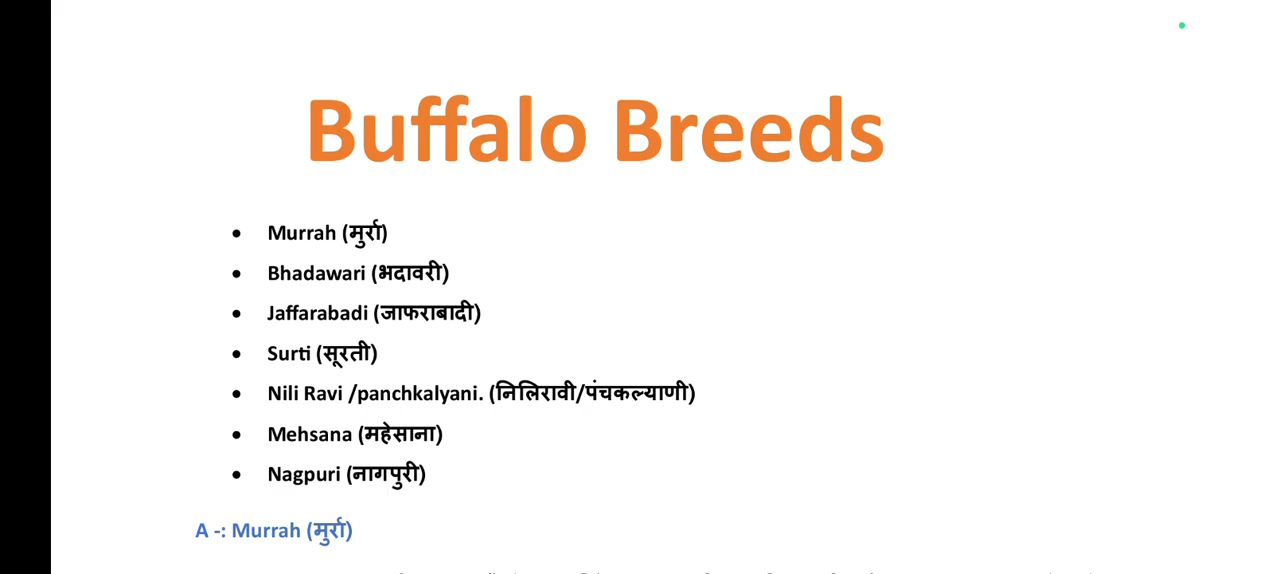 Buffalo Breeds
• Murrah (मुर्रा)
• Bhadawari (भदावरी)
• Jaffarabadi (जाफराबादी)
• Surti (सूरती)
• Nili Ravi /panchkalyani. (निलिरावी/पंचकल्याणी)
• Mehsana (महेसाना)
• Nagpuri (नागपुरी)
A -: Murrah (मुर्रा)